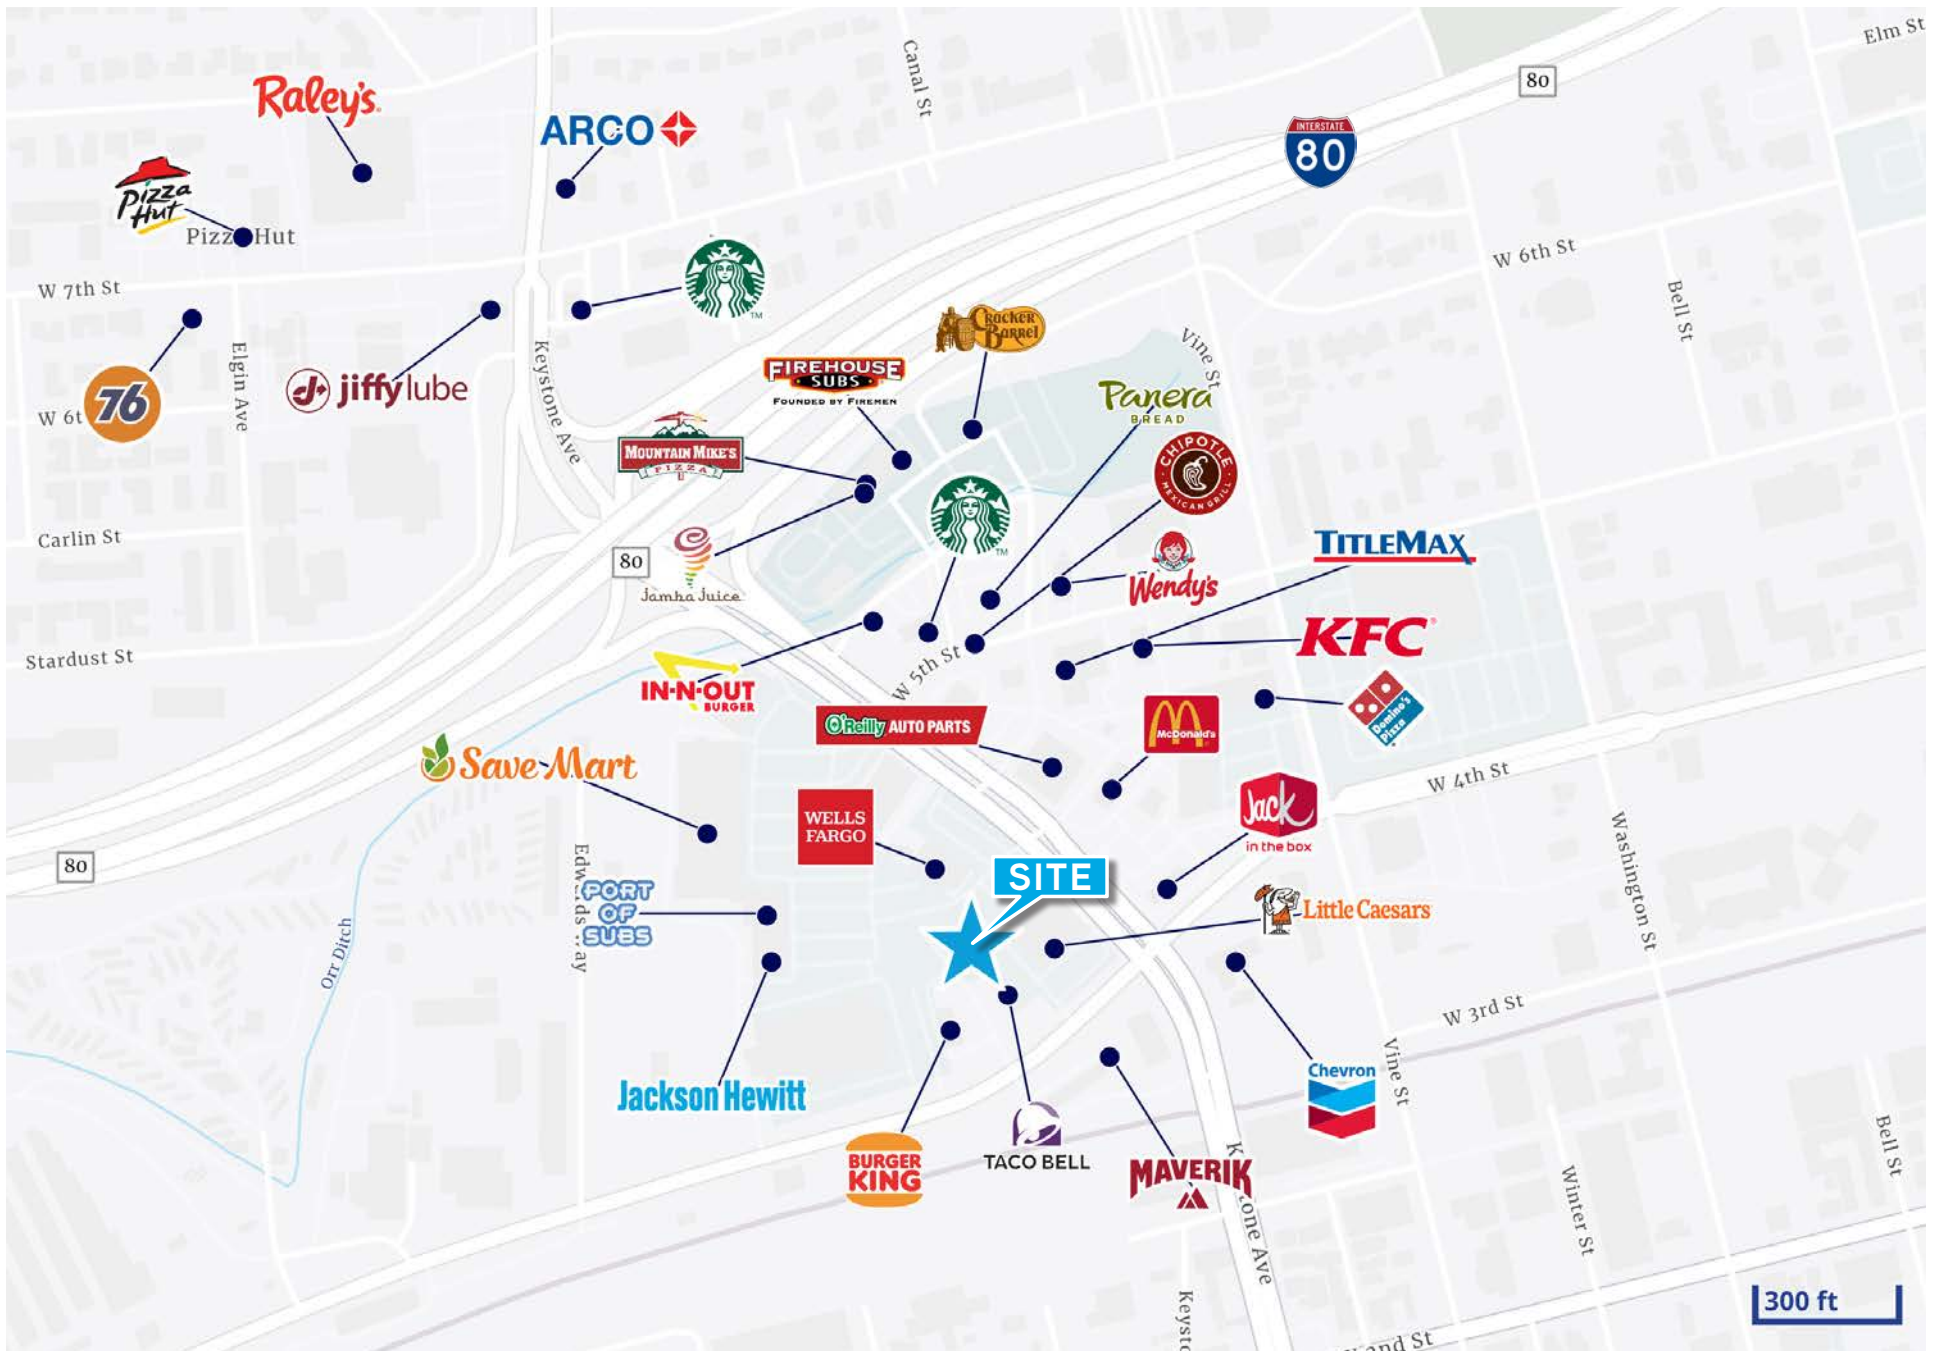 Elm St
Canal St
80
Raley's.
ARCO
INTERSTATE
80
Pizza
Hut
Hut
W 7th St
W 6th St
Bell St
TM
Cracker
Barrel
Elgin Ave
Keystone Ave
Vine St
FIREHOUSE
SUBS
FOUNDED BY FIREMEN
76
jiffylube
Panera
BREAD
MOUNTAIN MIKE'S
PIZZA
CHIPOTLE
MEXICAN GRILL
Carlin St
TM
TITLEMAX
80
Jamba Juice
Wendy's
KFC
Stardust St
W 5th St
IN-N-OUT
BURGER
O'Reilly AUTO PARTS
McDonald's
Domino's
Pizza
Save Mart
W 4th St
WELLS
FARGO
Jack
in the box
Washington St
80
SITE
PORT
OF
SUBS
Little Caesars
Orr Ditch
W 3rd St
Vine St
Chevron
Jackson Hewitt
BURGER
KING
TACO BELL
MAVERIK
Bell St
Winter St
300 ft